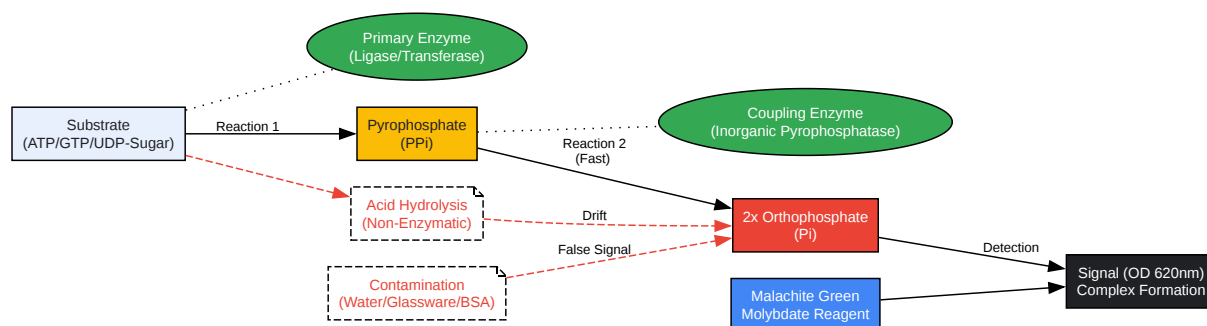 Primary Enzyme
(Ligase/Transferase)
Substrate
(ATP/GTP/UDP-Sugar)
Reaction 1
Pyrophosphate
(PPi)
Coupling Enzyme
(Inorganic Pyrophosphatase)
Reaction 2
(Fast)
Acid Hydrolysis
(Non-Enzymatic)
Drift
2x Orthophosphate
(Pi)
False Signal
Detection
Contamination
(Water/Glassware/BSA)
Malachite Green
Molybdate Reagent
Signal (OD 620nm)
Complex Formation